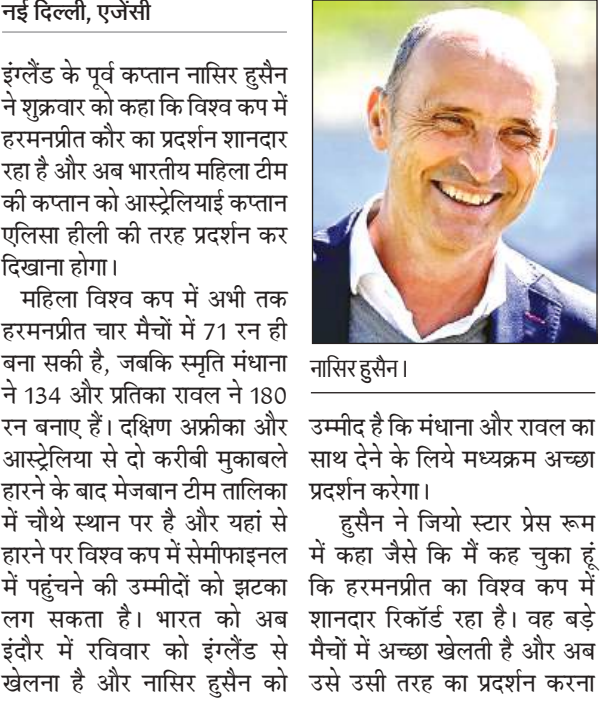 नई दिल्ली, एजेंसी
इंग्लैंड के पूर्व कप्तान नासिर हुसैन
ने शुक्रवार को कहा कि विश्व कप में
हरमनप्रीत कौर का प्रदर्शन शानदार
रहा है और अब भारतीय महिला टीम
की कप्तान को आस्ट्रेलियाई कप्तान
एलिसा हीली की तरह प्रदर्शन कर
दिखाना होगा।
महिला विश्व कप में अभी तक
हरमनप्रीत चार मैचों में 71 रन ही
बना सकी है, जबकि स्मृति मंधाना
ने 134 और प्रतिका रावल ने 180
रन बनाए हैं। दक्षिण अफ्रीका और
आस्ट्रेलिया से दो करीबी मुकाबले
हारने के बाद मेजबान टीम तालिका
में चौथे स्थान पर है और यहां से
हारने पर विश्व कप में सेमीफाइनल
में पहुंचने की उम्मीदों को झटका
लग सकता है। भारत को अब
इंदौर में रविवार को इंग्लैंड से
खेलना है और नासिर हुसैन को
नासिर हुसैन।
उम्मीद है कि मंधाना और रावल का
साथ देने के लिये मध्यक्रम अच्छा
प्रदर्शन करेगा।
हुसैन ने जियो स्टार प्रेस रूम
में कहा जैसे कि मैं कह चुका हूं
कि हरमनप्रीत का विश्व कप में
शानदार रिकॉर्ड रहा है। वह बड़े
मैचों में अच्छा खेलती है और अब
उसे उसी तरह का प्रदर्शन करना